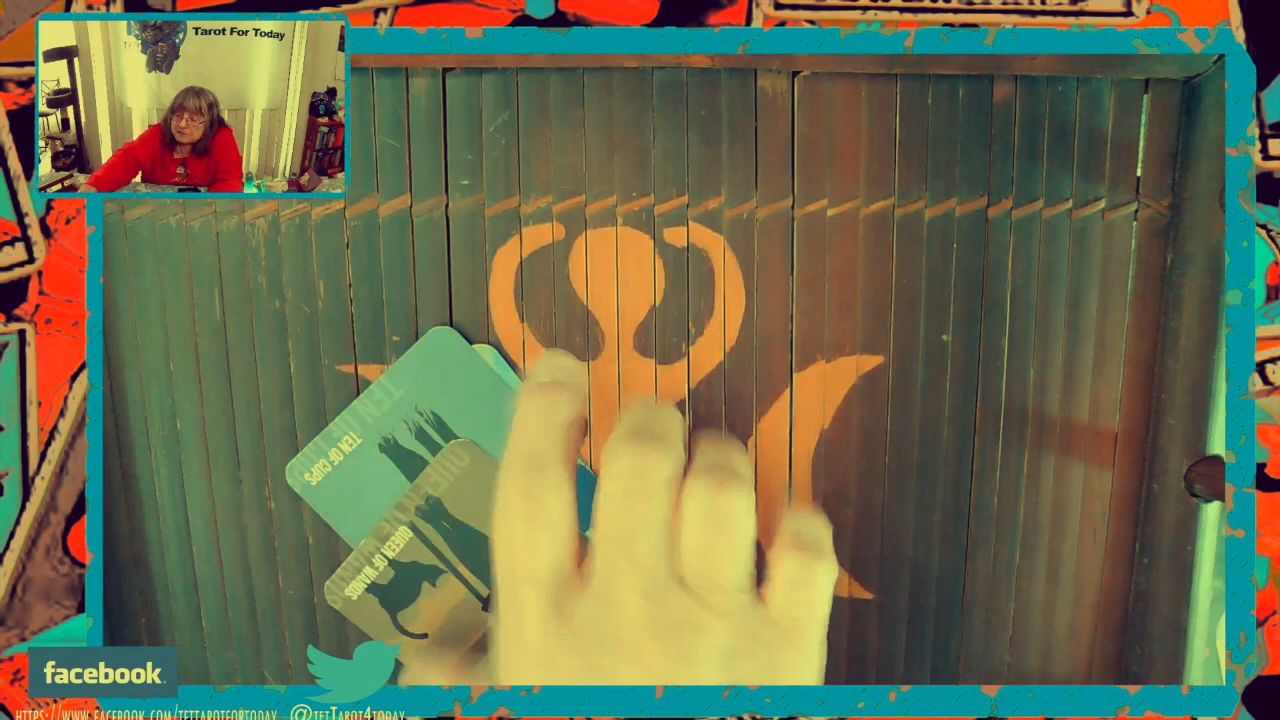 Tarot For Today
TEN OF CUPS
QUEEN OF WANDS
facebook.
https://www.facebook.com/tettarotfortoday
@tetTarot4today